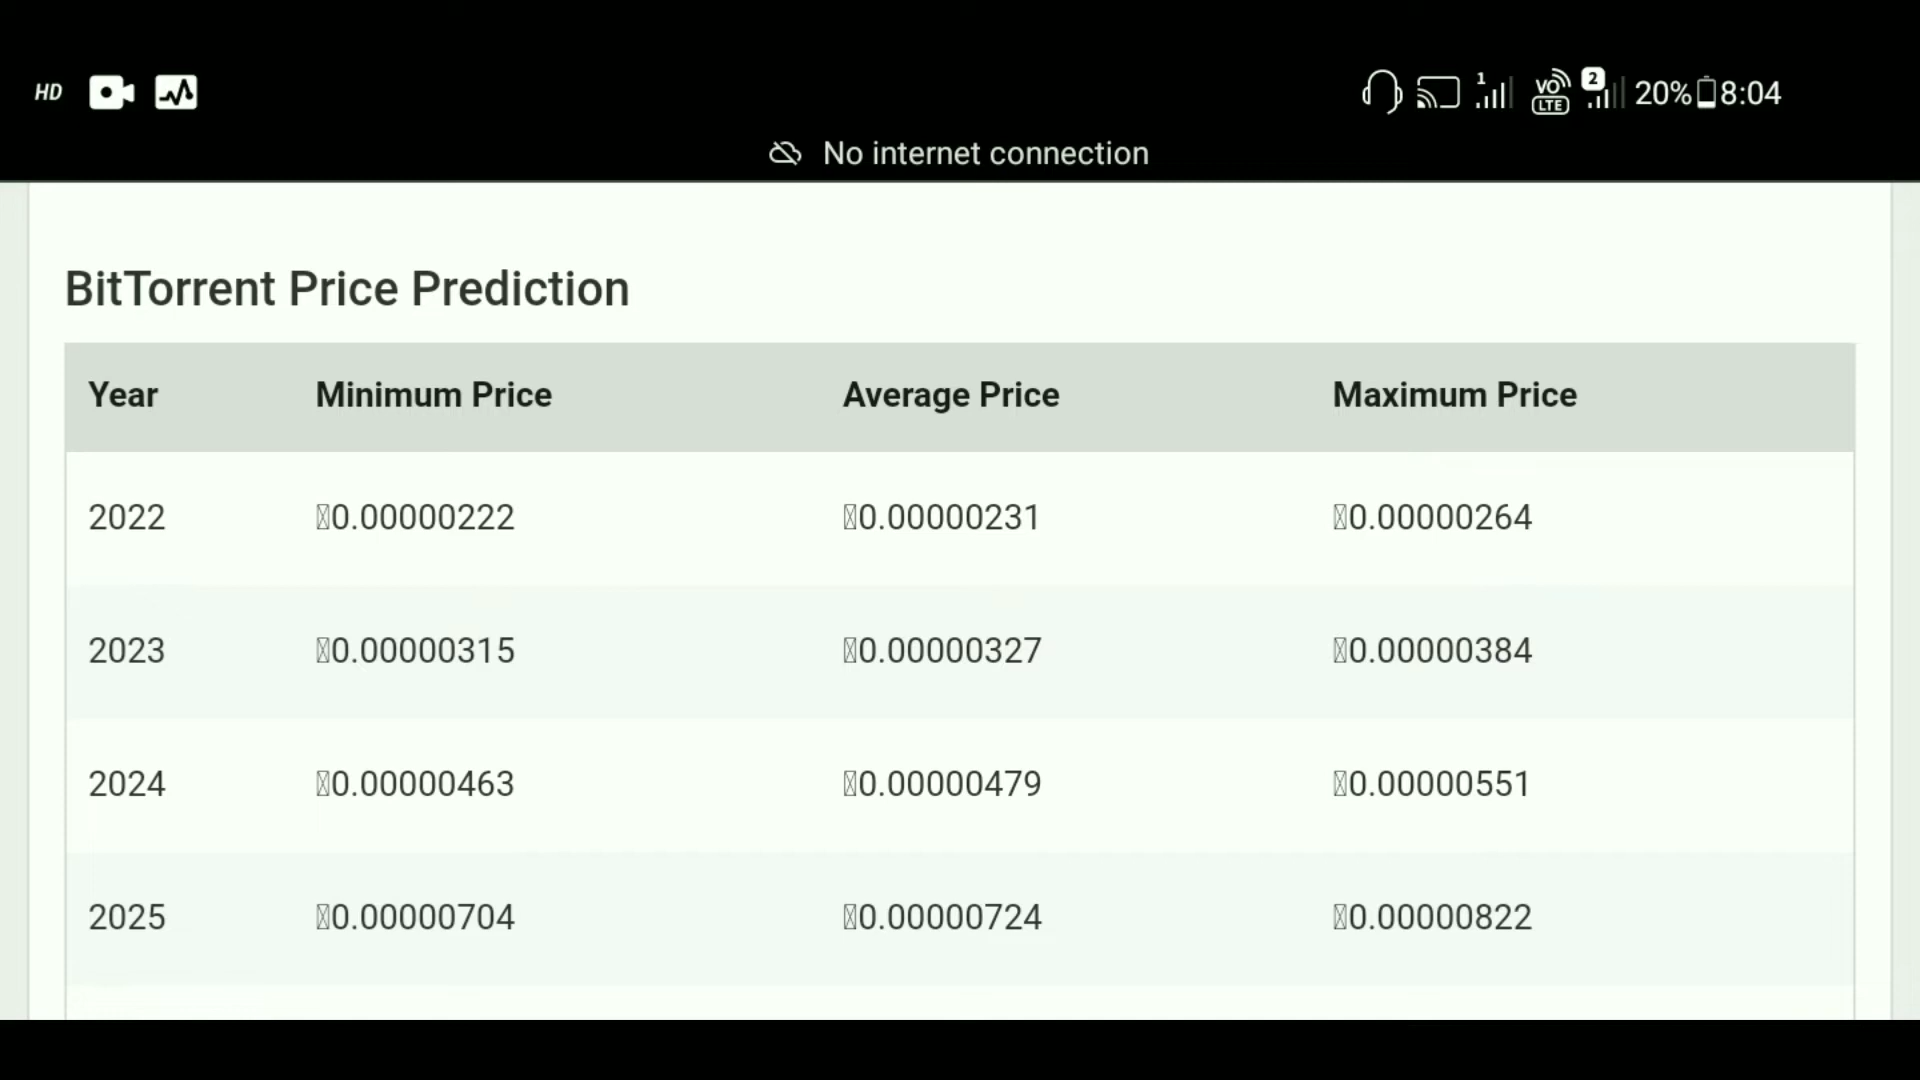 HD 1 VO LTE 2 20% 8:04
No internet connection
BitTorrent Price Prediction
Year Minimum Price Average Price Maximum Price
2022 0.00000222 0.00000231 0.00000264
2023 0.00000315 0.00000327 0.00000384
2024 0.00000463 0.00000479 0.00000551
2025 0.00000704 0.00000724 0.00000822